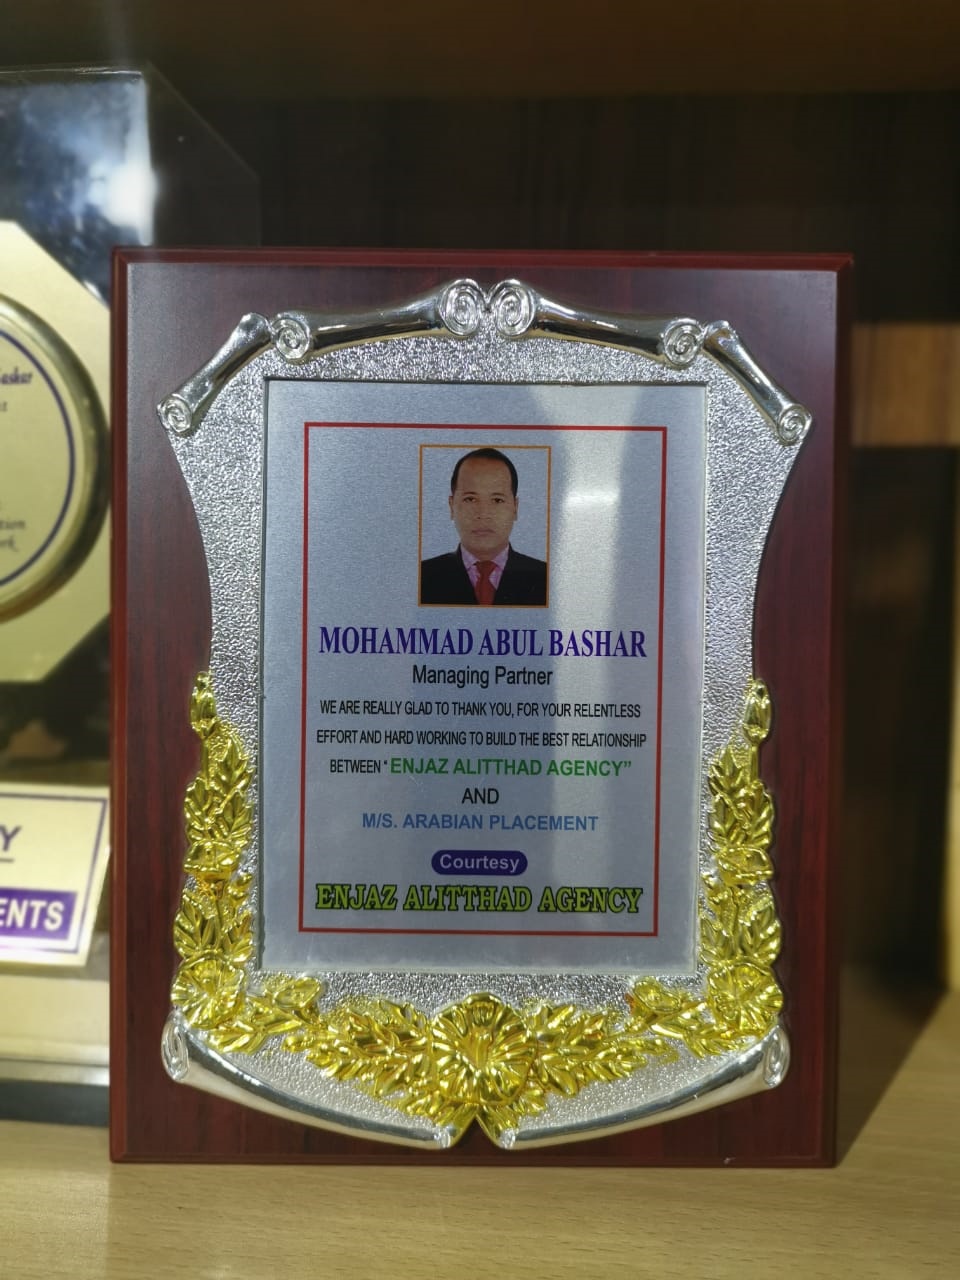 MOHAMMAD ABUL BASHAR
Managing Partner
WE ARE REALLY GLAD TO THANK YOU, FOR YOUR RELENTLESS
EFFORT AND HARD WORKING TO BUILD THE BEST RELATIONSHIP
BETWEEN “ ENJAZ ALITTHAD AGENCY”
AND
M/S. ARABIAN PLACEMENT
Courtesy
ENJAZ ALITTHAD AGENCY